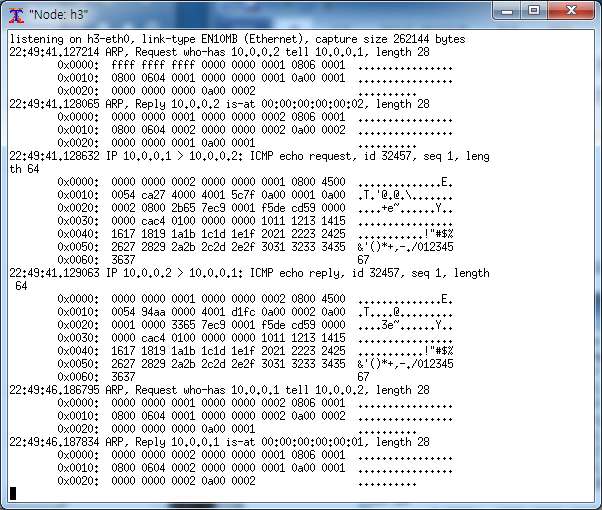 "Node: h3"
listening on h3-eth0, link-type EN10MB (Ethernet), capture size 262144 bytes
22:49:41.127214 ARP, Request who-has 10.0.0.2 tell 10.0.0.1, length 28
0x0000:  ffff ffff ffff 0000 0000 0001 0806 0001  ................
0x0010:  0800 0604 0001 0000 0000 0001 0a00 0001  ................
0x0020:  0000 0000 0000 0a00 0002                 ..........
22:49:41.128065 ARP, Reply 10.0.0.2 is-at 00:00:00:00:00:02, length 28
0x0000:  0000 0000 0001 0000 0000 0002 0806 0001  ................
0x0010:  0800 0604 0002 0000 0000 0002 0a00 0002  ................
0x0020:  0000 0000 0001 0a00 0001                 ..........
22:49:41.128632 IP 10.0.0.1 > 10.0.0.2: ICMP echo request, id 32457, seq 1, leng
th 64
0x0000:  0000 0000 0002 0000 0000 0001 0800 4500  ..............E.
0x0010:  0054 ca27 4000 4001 5c7f 0a00 0001 0a00  .T.'@.@.\.......
0x0020:  0002 0800 2b65 7ec9 0001 f5de cd59 0000  ....+e~......Y..
0x0030:  0000 cac4 0100 0000 0000 1011 1213 1415  ................
0x0040:  1617 1819 1a1b 1c1d 1e1f 2021 2223 2425  ...........!"#$%
0x0050:  2627 2829 2a2b 2c2d 2e2f 3031 3233 3435  &'()*+,-./012345
0x0060:  3637                                     67
22:49:41.129063 IP 10.0.0.2 > 10.0.0.1: ICMP echo reply, id 32457, seq 1, length
64
0x0000:  0000 0000 0001 0000 0000 0002 0800 4500  ..............E.
0x0010:  0054 94aa 0000 4001 d1fc 0a00 0002 0a00  .T....@.........
0x0020:  0001 0000 3365 7ec9 0001 f5de cd59 0000  ....3e~......Y..
0x0030:  0000 cac4 0100 0000 0000 1011 1213 1415  ................
0x0040:  1617 1819 1a1b 1c1d 1e1f 2021 2223 2425  ...........!"#$%
0x0050:  2627 2829 2a2b 2c2d 2e2f 3031 3233 3435  &'()*+,-./012345
0x0060:  3637                                     67
22:49:46.186795 ARP, Request who-has 10.0.0.1 tell 10.0.0.2, length 28
0x0000:  0000 0000 0001 0000 0000 0002 0806 0001  ................
0x0010:  0800 0604 0001 0000 0000 0002 0a00 0002  ................
0x0020:  0000 0000 0000 0a00 0001                 ..........
22:49:46.187834 ARP, Reply 10.0.0.1 is-at 00:00:00:00:00:01, length 28
0x0000:  0000 0000 0002 0000 0000 0001 0806 0001  ................
0x0010:  0800 0604 0002 0000 0000 0001 0a00 0001  ................
0x0020:  0000 0000 0002 0a00 0002                 ..........